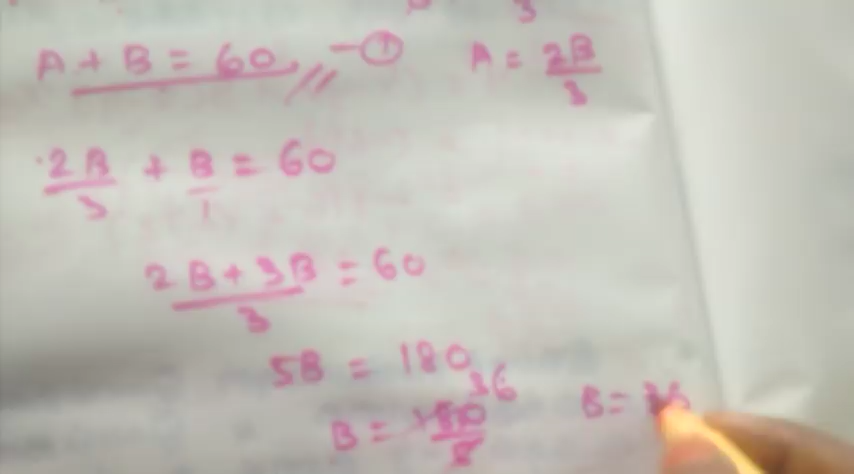 A + B = 60 — ① A = 2B/3
2B/3 + B/1 = 60
2B + 3B/3 = 60
5B = 180
36
B = 180/5 B = 36